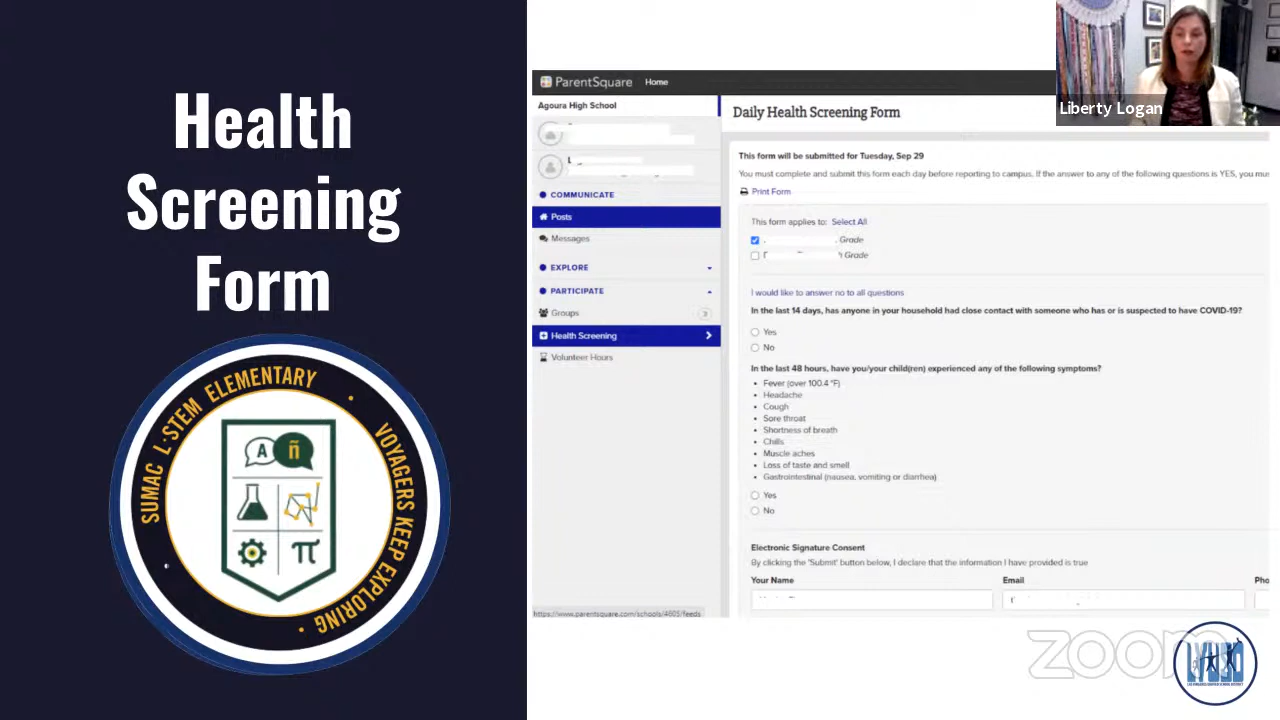 Health
Screening
Form
SUMAC L·STEM ELEMENTARY
VOYAGERS KEEP EXPLORING
A ñ
π
ParentSquare Home
Agoura High School
COMMUNICATE
Posts
Messages
EXPLORE
PARTICIPATE
Groups
Health Screening
Volunteer Hours
https://www.parentsquare.com/schools/4605/feeds
Daily Health Screening Form
This form will be submitted for Tuesday, Sep 29
You must complete and submit this form each day before reporting to campus. If the answer to any of the following questions is YES, you mus
Print Form
This form applies to: Select All
Grade
Grade
I would like to answer no to all questions
In the last 14 days, has anyone in your household had close contact with someone who has or is suspected to have COVID-19?
Yes
No
In the last 48 hours, have you/your child(ren) experienced any of the following symptoms?
• Fever (over 100.4 °F)
• Headache
• Cough
• Sore throat
• Shortness of breath
• Chills
• Muscle aches
• Loss of taste and smell
• Gastrointestinal (nausea, vomiting or diarrhea)
Yes
No
Electronic Signature Consent
By clicking the 'Submit' button below, I declare that the information I have provided is true
Your Name Email Pho
Liberty Logan
zoom
LVUSD